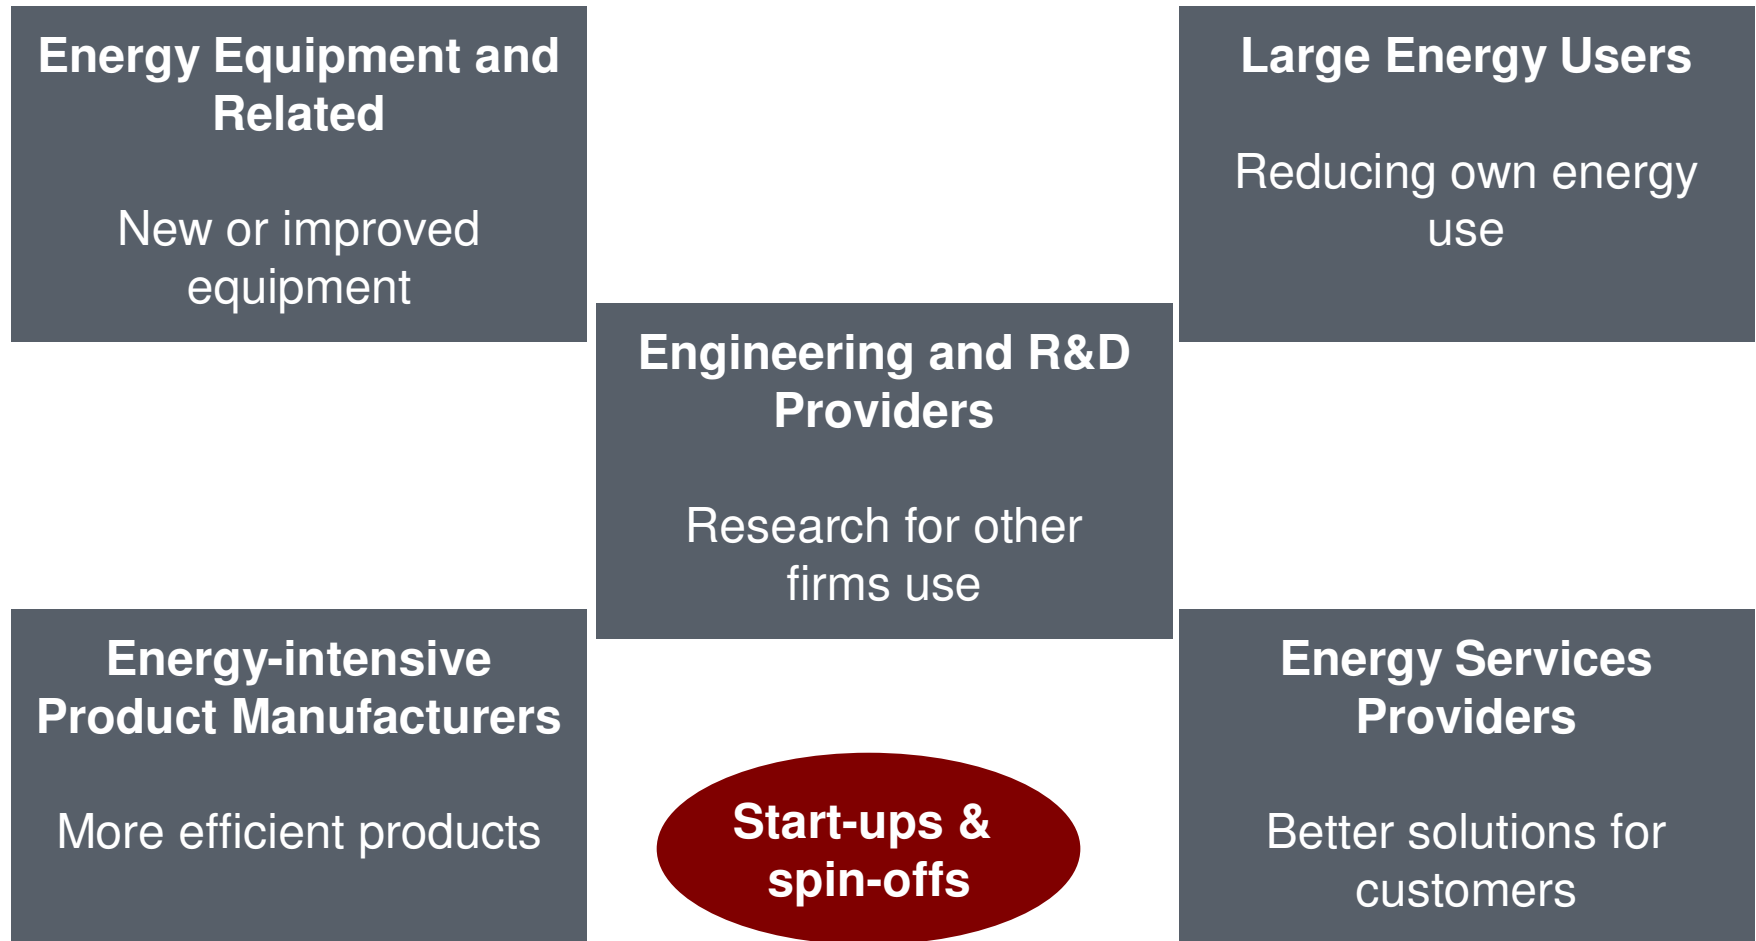 Energy Equipment and
Related
New or improved
equipment
Large Energy Users
Reducing own energy
use
Engineering and R&D
Providers
Research for other
firms use
Energy-intensive
Product Manufacturers
More efficient products
Start-ups &
spin-offs
Energy Services
Providers
Better solutions for
customers